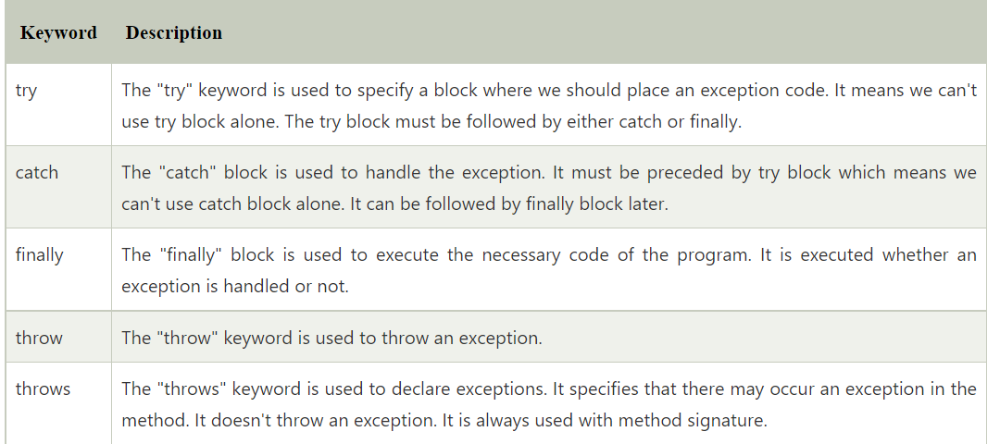 Keyword Description
try The "try" keyword is used to specify a block where we should place an exception code. It means we can't
use try block alone. The try block must be followed by either catch or finally.
catch The "catch" block is used to handle the exception. It must be preceded by try block which means we
can't use catch block alone. It can be followed by finally block later.
finally The "finally" block is used to execute the necessary code of the program. It is executed whether an
exception is handled or not.
throw The "throw" keyword is used to throw an exception.
throws The "throws" keyword is used to declare exceptions. It specifies that there may occur an exception in the
method. It doesn't throw an exception. It is always used with method signature.